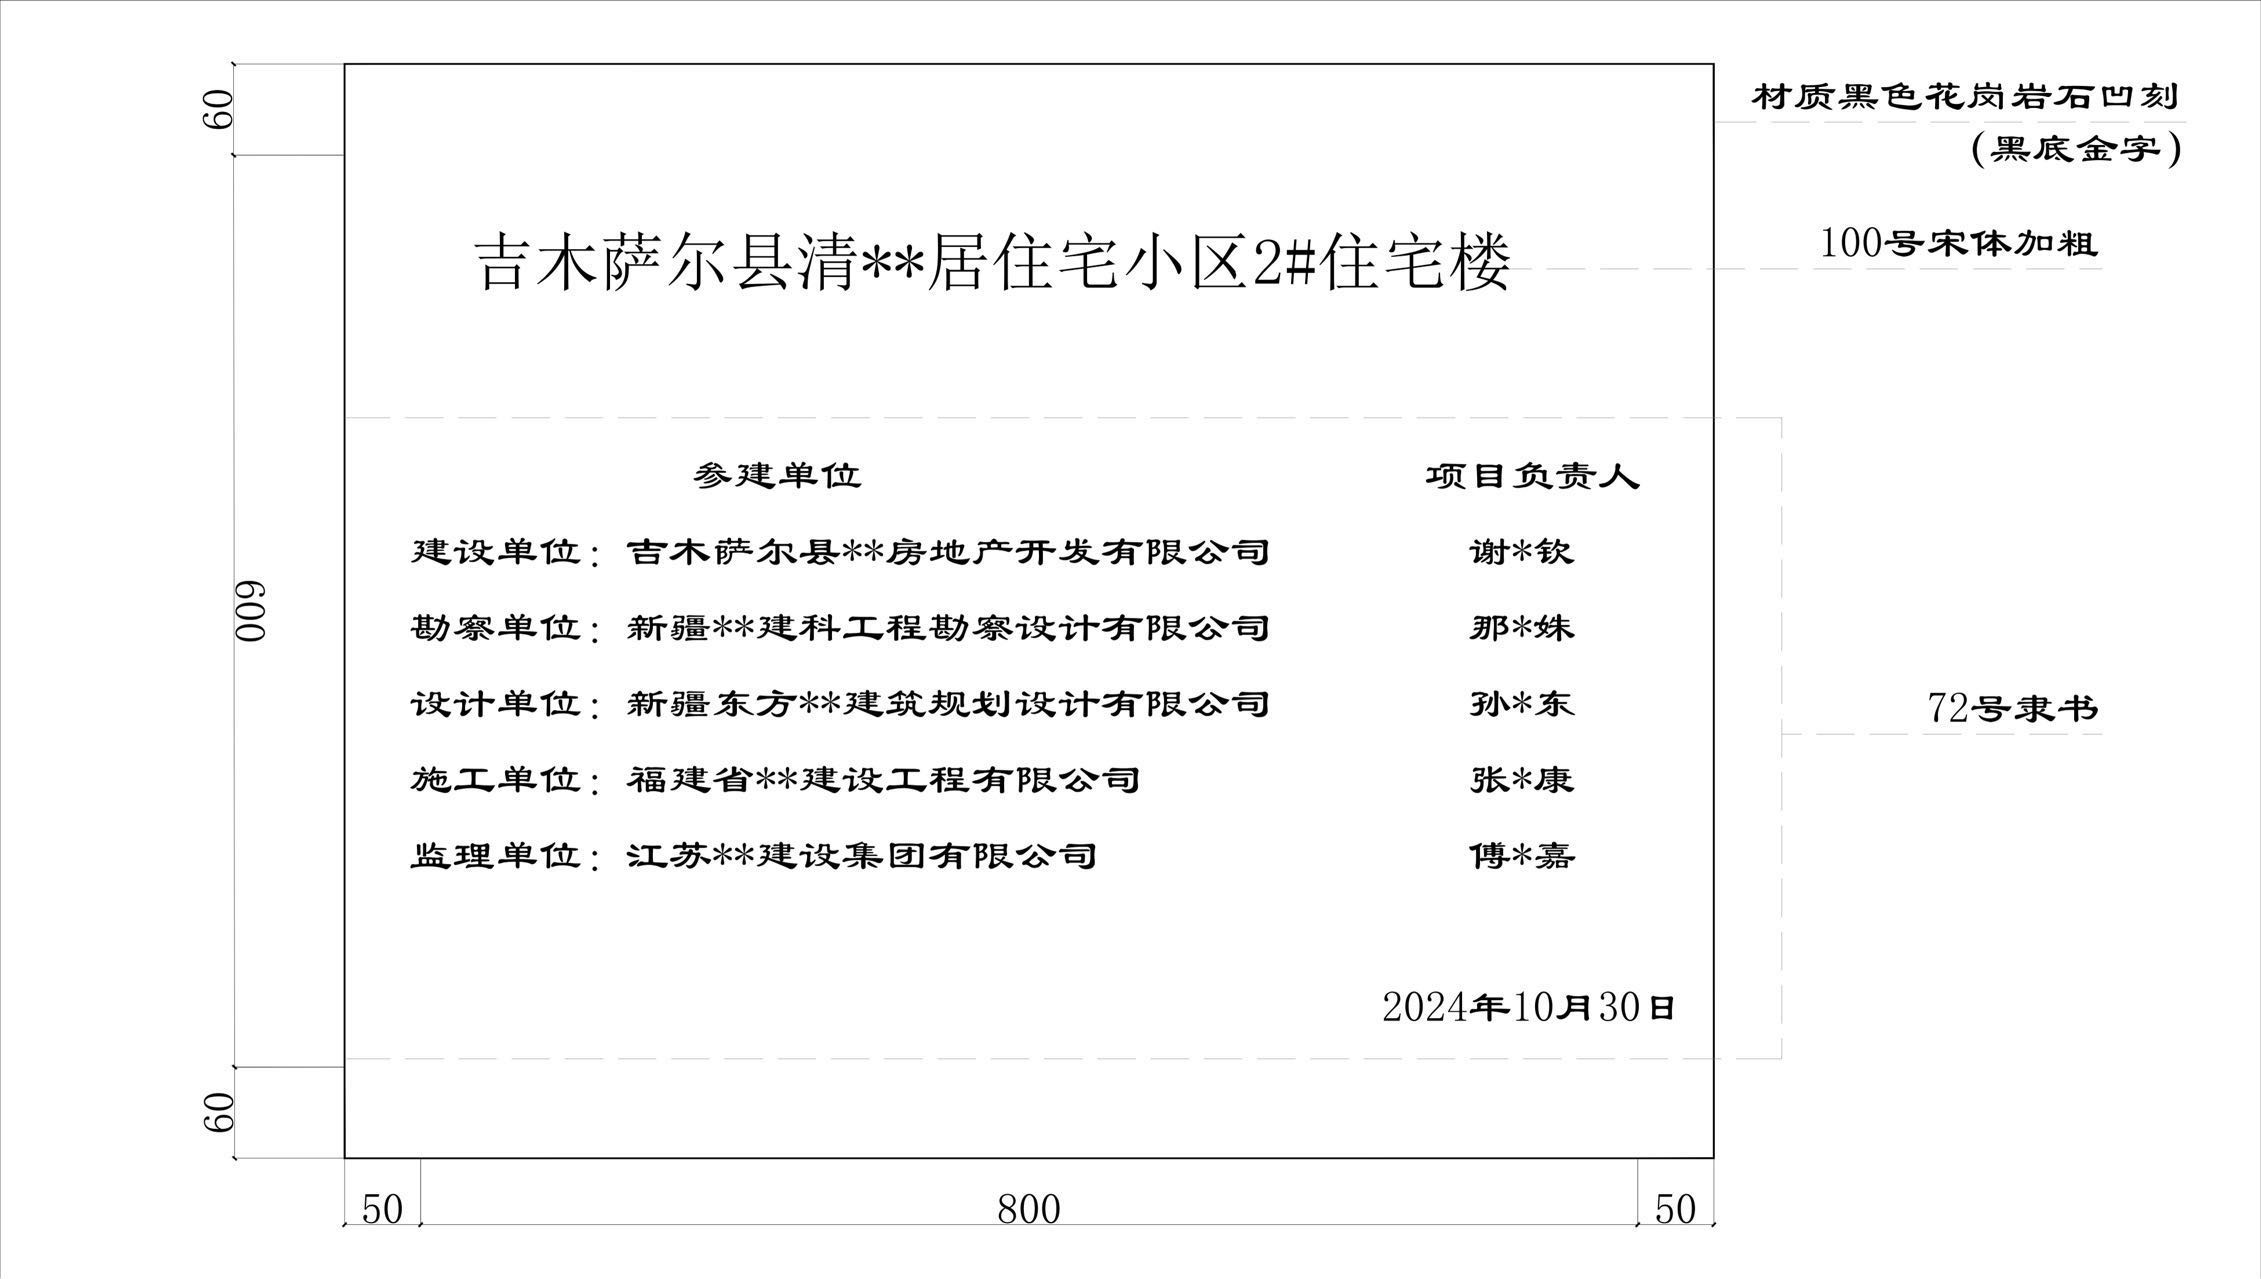 60
材质黑色花岗岩石凹刻
(黑底金字)
100号宋体加粗
吉木萨尔县清**居住宅小区2#住宅楼
参建单位 项目负责人
建设单位：吉木萨尔县**房地产开发有限公司 谢*钦
600
勘察单位：新疆**建科工程勘察设计有限公司 那*姝
设计单位：新疆东方**建筑规划设计有限公司 孙*东
72号隶书
施工单位：福建省**建设工程有限公司 张*康
监理单位：江苏**建设集团有限公司 傅*嘉
2024年10月30日
60
50 800 50